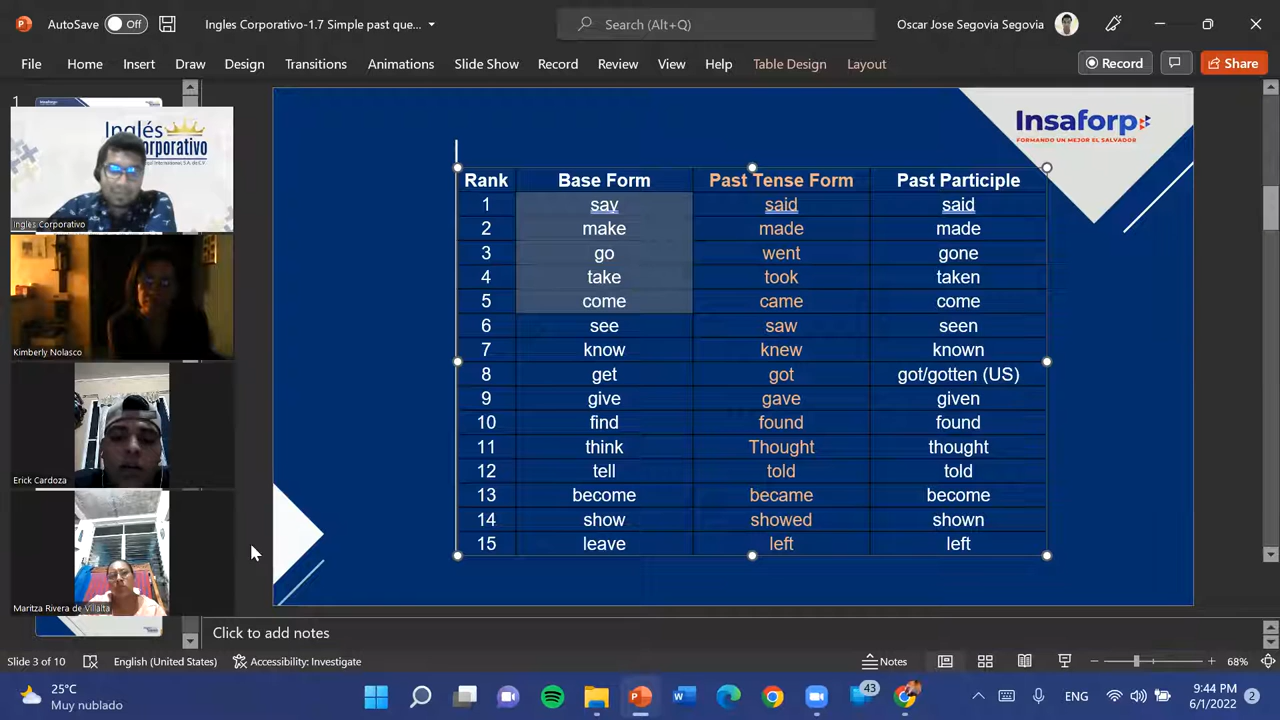 AutoSave Off Ingles Corporativo-1.7 Simple past que... Search (Alt+Q) Oscar Jose Segovia Segovia
File Home Insert Draw Design Transitions Animations Slide Show Record Review View Help Table Design Layout Record Share
1
Inglés
Corporativo
Ingles Corporativo
Kimberly Nolasco
Erick Cardoza
Maritza Rivera de Villalta
Insaforp
FORMANDO UN MEJOR EL SALVADOR
Rank Base Form Past Tense Form Past Participle
1 say said said
2 make made made
3 go went gone
4 take took taken
5 come came come
6 see saw seen
7 know knew known
8 get got got/gotten (US)
9 give gave given
10 find found found
11 think Thought thought
12 tell told told
13 become became become
14 show showed shown
15 leave left left
Click to add notes
Slide 3 of 10 English (United States) Accessibility: Investigate Notes 68%
25°C
Muy nublado
43
ENG
9:44 PM
6/1/2022
2